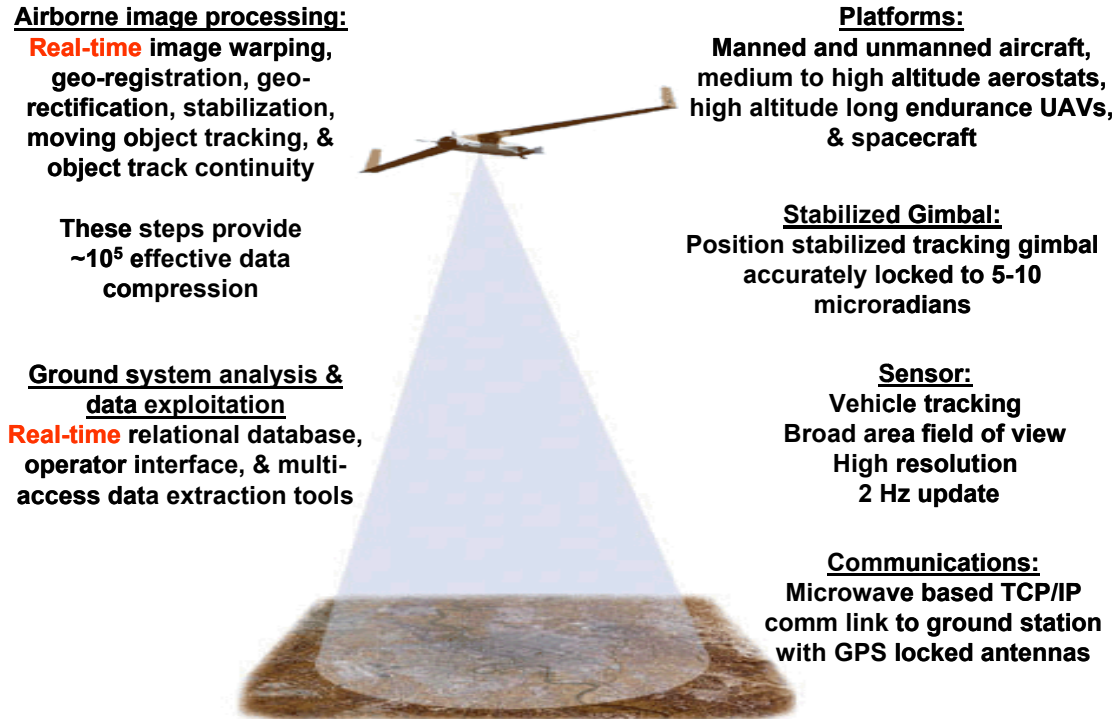 Airborne image processing:
Real-time image warping,
geo-registration, geo-
rectification, stabilization,
moving object tracking, &
object track continuity
These steps provide
~10⁵ effective data
compression
Ground system analysis &
data exploitation
Real-time relational database,
operator interface, & multi-
access data extraction tools
Platforms:
Manned and unmanned aircraft,
medium to high altitude aerostats,
high altitude long endurance UAVs,
& spacecraft
Stabilized Gimbal:
Position stabilized tracking gimbal
accurately locked to 5-10
microradians
Sensor:
Vehicle tracking
Broad area field of view
High resolution
2 Hz update
Communications:
Microwave based TCP/IP
comm link to ground station
with GPS locked antennas